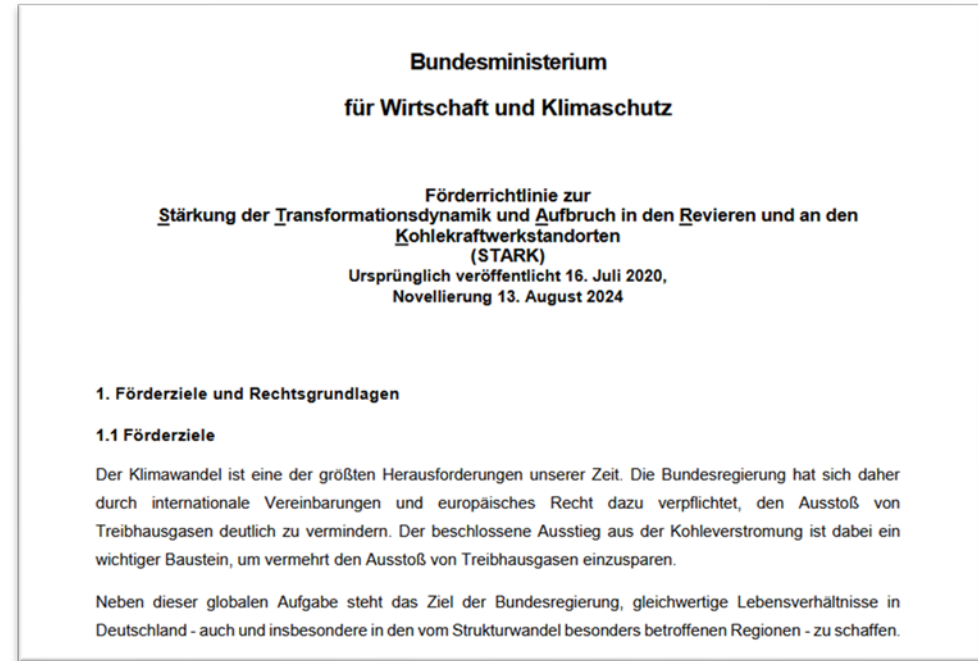 Bundesministerium
für Wirtschaft und Klimaschutz
Förderrichtlinie zur
Stärkung der Transformationsdynamik und Aufbruch in den Revieren und an den
Kohlekraftwerkstandorten
(STARK)
Ursprünglich veröffentlicht 16. Juli 2020,
Novellierung 13. August 2024
1. Förderziele und Rechtsgrundlagen
1.1 Förderziele
Der Klimawandel ist eine der größten Herausforderungen unserer Zeit. Die Bundesregierung hat sich daher
durch internationale Vereinbarungen und europäisches Recht dazu verpflichtet, den Ausstoß von
Treibhausgasen deutlich zu vermindern. Der beschlossene Ausstieg aus der Kohleverstromung ist dabei ein
wichtiger Baustein, um vermehrt den Ausstoß von Treibhausgasen einzusparen.
Neben dieser globalen Aufgabe steht das Ziel der Bundesregierung, gleichwertige Lebensverhältnisse in
Deutschland - auch und insbesondere in den vom Strukturwandel besonders betroffenen Regionen - zu schaffen.